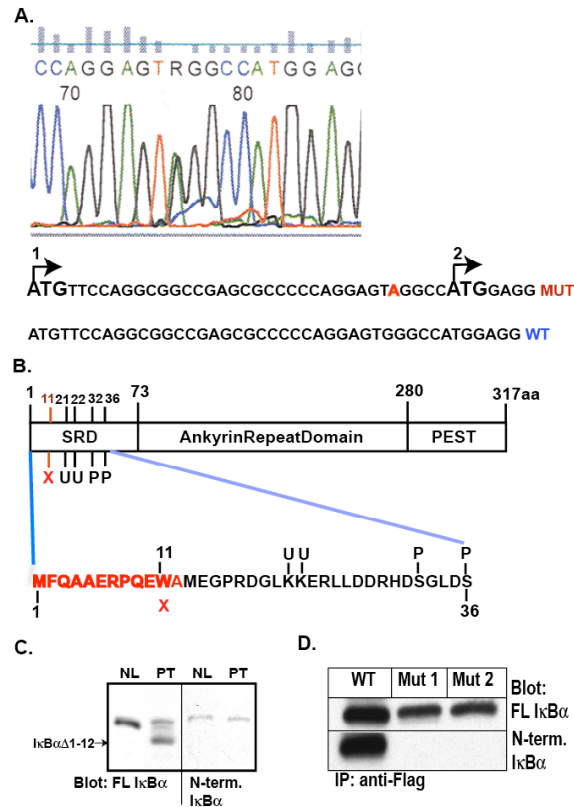 A.
C C A G G A G T R G G C C A T G G A G
70 80
1 2
ATGTTCCAGGCGGCCGAGCGCCCCCAGGAGTAGGCCATGGAGG MUT
ATGTTCCAGGCGGCCGAGCGCCCCCAGGAGTGGGCCATGGAGG WT
B.
1 11 21 22 32 36 73 280 317aa
SRD AnkyrinRepeatDomain PEST
X U U P P
11 U U P P
MFQAAERPQEWAMEGPRDGLKKERLLDDRHDSGLDS
1 X 36
C.
NL PT NL PT
IκBαΔ1-12
Blot: FL IκBα N-term. IκBα
D.
WT Mut 1 Mut 2
Blot:
FL IκBα
N-term.
IκBα
IP: anti-Flag